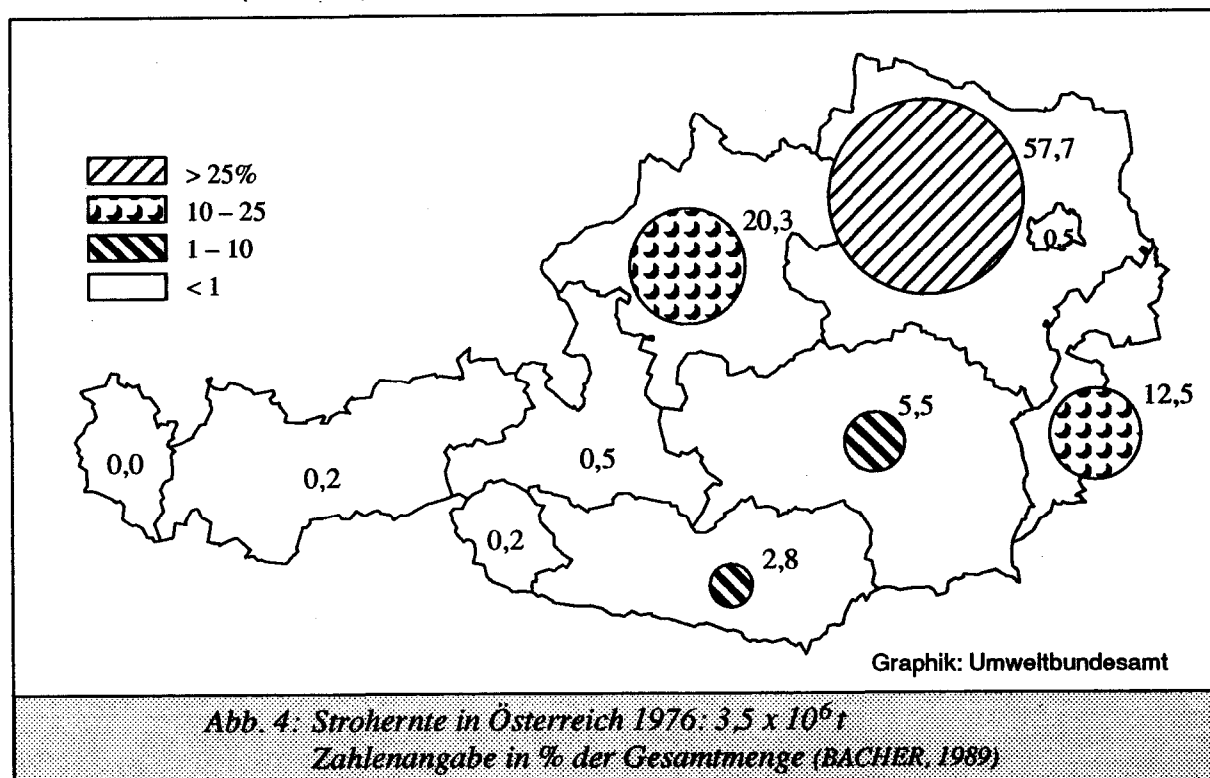 > 25%
10 – 25
1 – 10
< 1
57,7
20,3
0,5
12,5
5,5
0,0
0,2
0,5
0,2
2,8
Graphik: Umweltbundesamt
Abb. 4: Strohernte in Österreich 1976: 3,5 x 10⁶ t
Zahlenangabe in % der Gesamtmenge (BACHER, 1989)